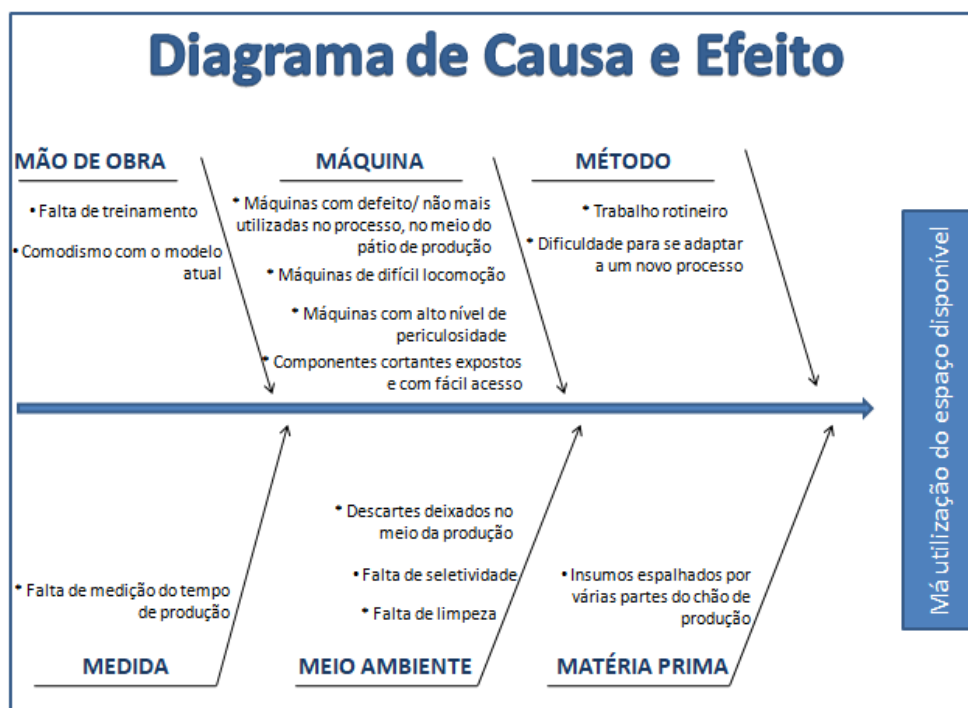 Diagrama de Causa e Efeito
MÃO DE OBRA
• Falta de treinamento
• Comodismo com o modelo
atual
MÁQUINA
* Máquinas com defeito/ não mais
utilizadas no processo, no meio do
pátio de produção
* Máquinas de difícil locomoção
* Máquinas com alto nível de
periculosidade
* Componentes cortantes expostos
e com fácil acesso
MÉTODO
* Trabalho rotineiro
* Dificuldade para se adaptar
a um novo processo
Má utilização do espaço disponível
* Falta de medição do tempo
de produção
MEDIDA
* Descartes deixados no
meio da produção
• Falta de seletividade
* Falta de limpeza
MEIO AMBIENTE
• Insumos espalhados por
várias partes do chão de
produção
MATÉRIA PRIMA